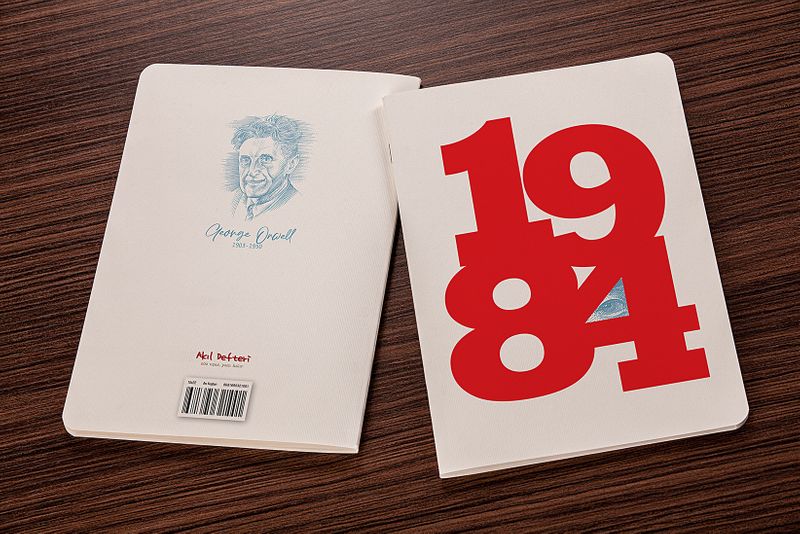 George Orwell
1903-1950
Akıl Defteri
19
84